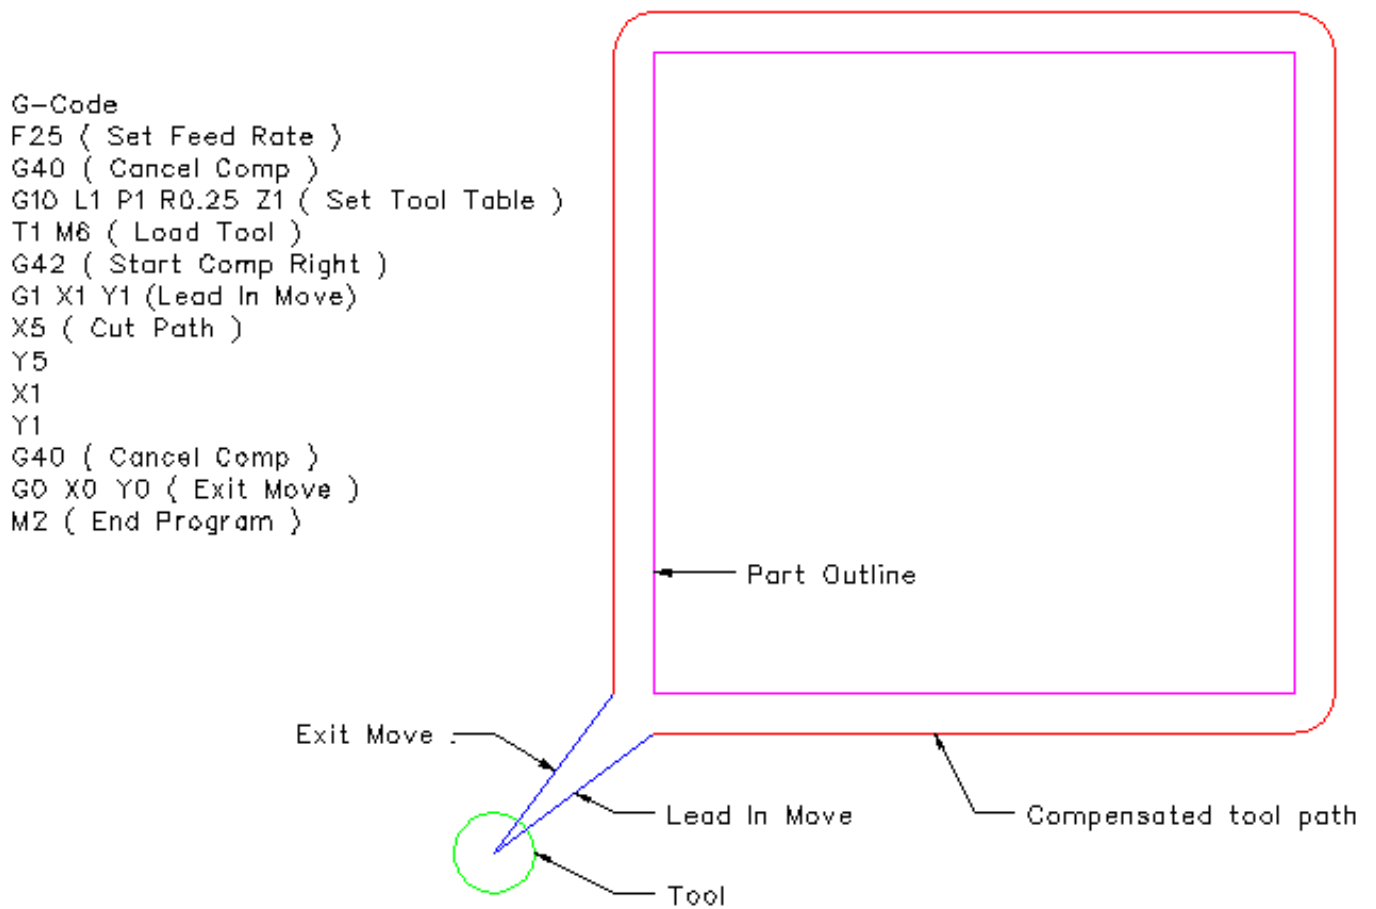 G-Code
F25 ( Set Feed Rate )
G40 ( Cancel Comp )
G10 L1 P1 R0.25 Z1 ( Set Tool Table )
T1 M6 ( Load Tool )
G42 ( Start Comp Right )
G1 X1 Y1 (Lead In Move)
X5 ( Cut Path )
Y5
X1
Y1
G40 ( Cancel Comp )
G0 X0 Y0 ( Exit Move )
M2 ( End Program )
Part Outline
Exit Move
Lead In Move
Compensated tool path
Tool